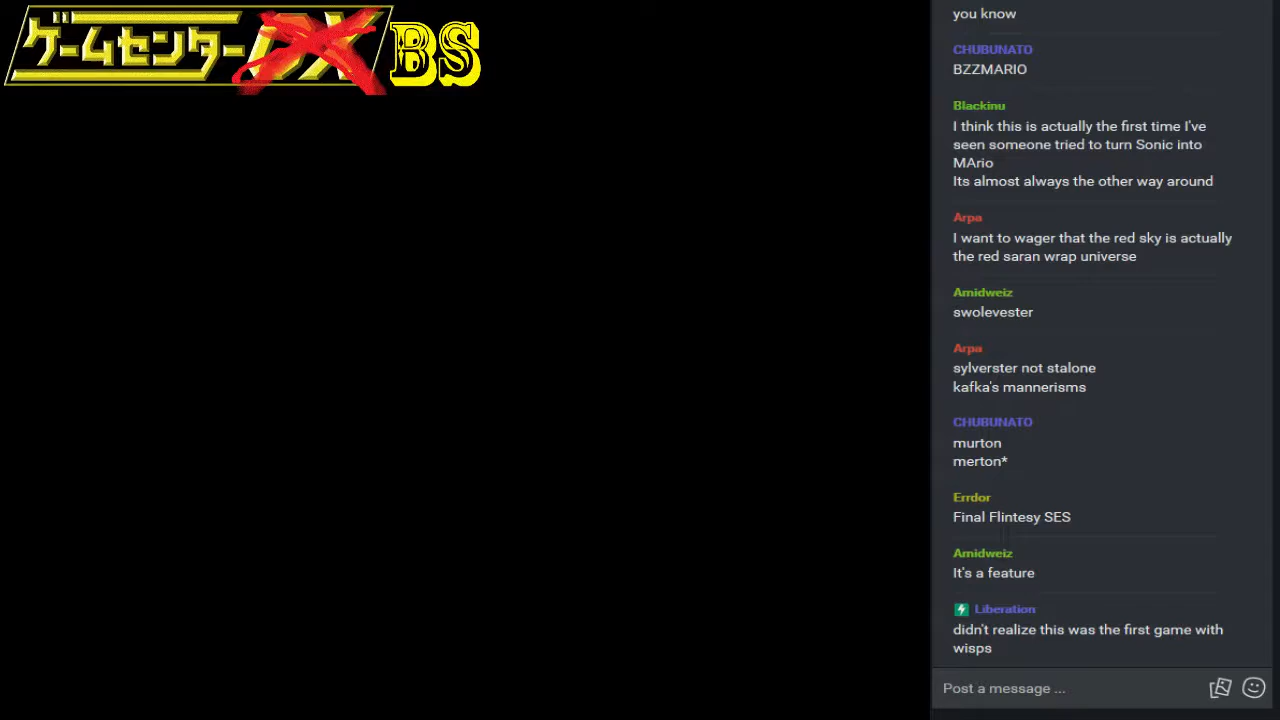 ゲームセンターDX BS
you know
CHUBUNATO
BZZMARIO
Blackinu
I think this is actually the first time I've
seen someone tried to turn Sonic into
MArio
Its almost always the other way around
Arpa
I want to wager that the red sky is actually
the red saran wrap universe
Amidweiz
swolevester
Arpa
sylverster not stalone
kafka's mannerisms
CHUBUNATO
murton
merton*
Errdor
Final Flintesy SES
Amidweiz
It's a feature
Liberation
didn't realize this was the first game with
wisps
Post a message ...